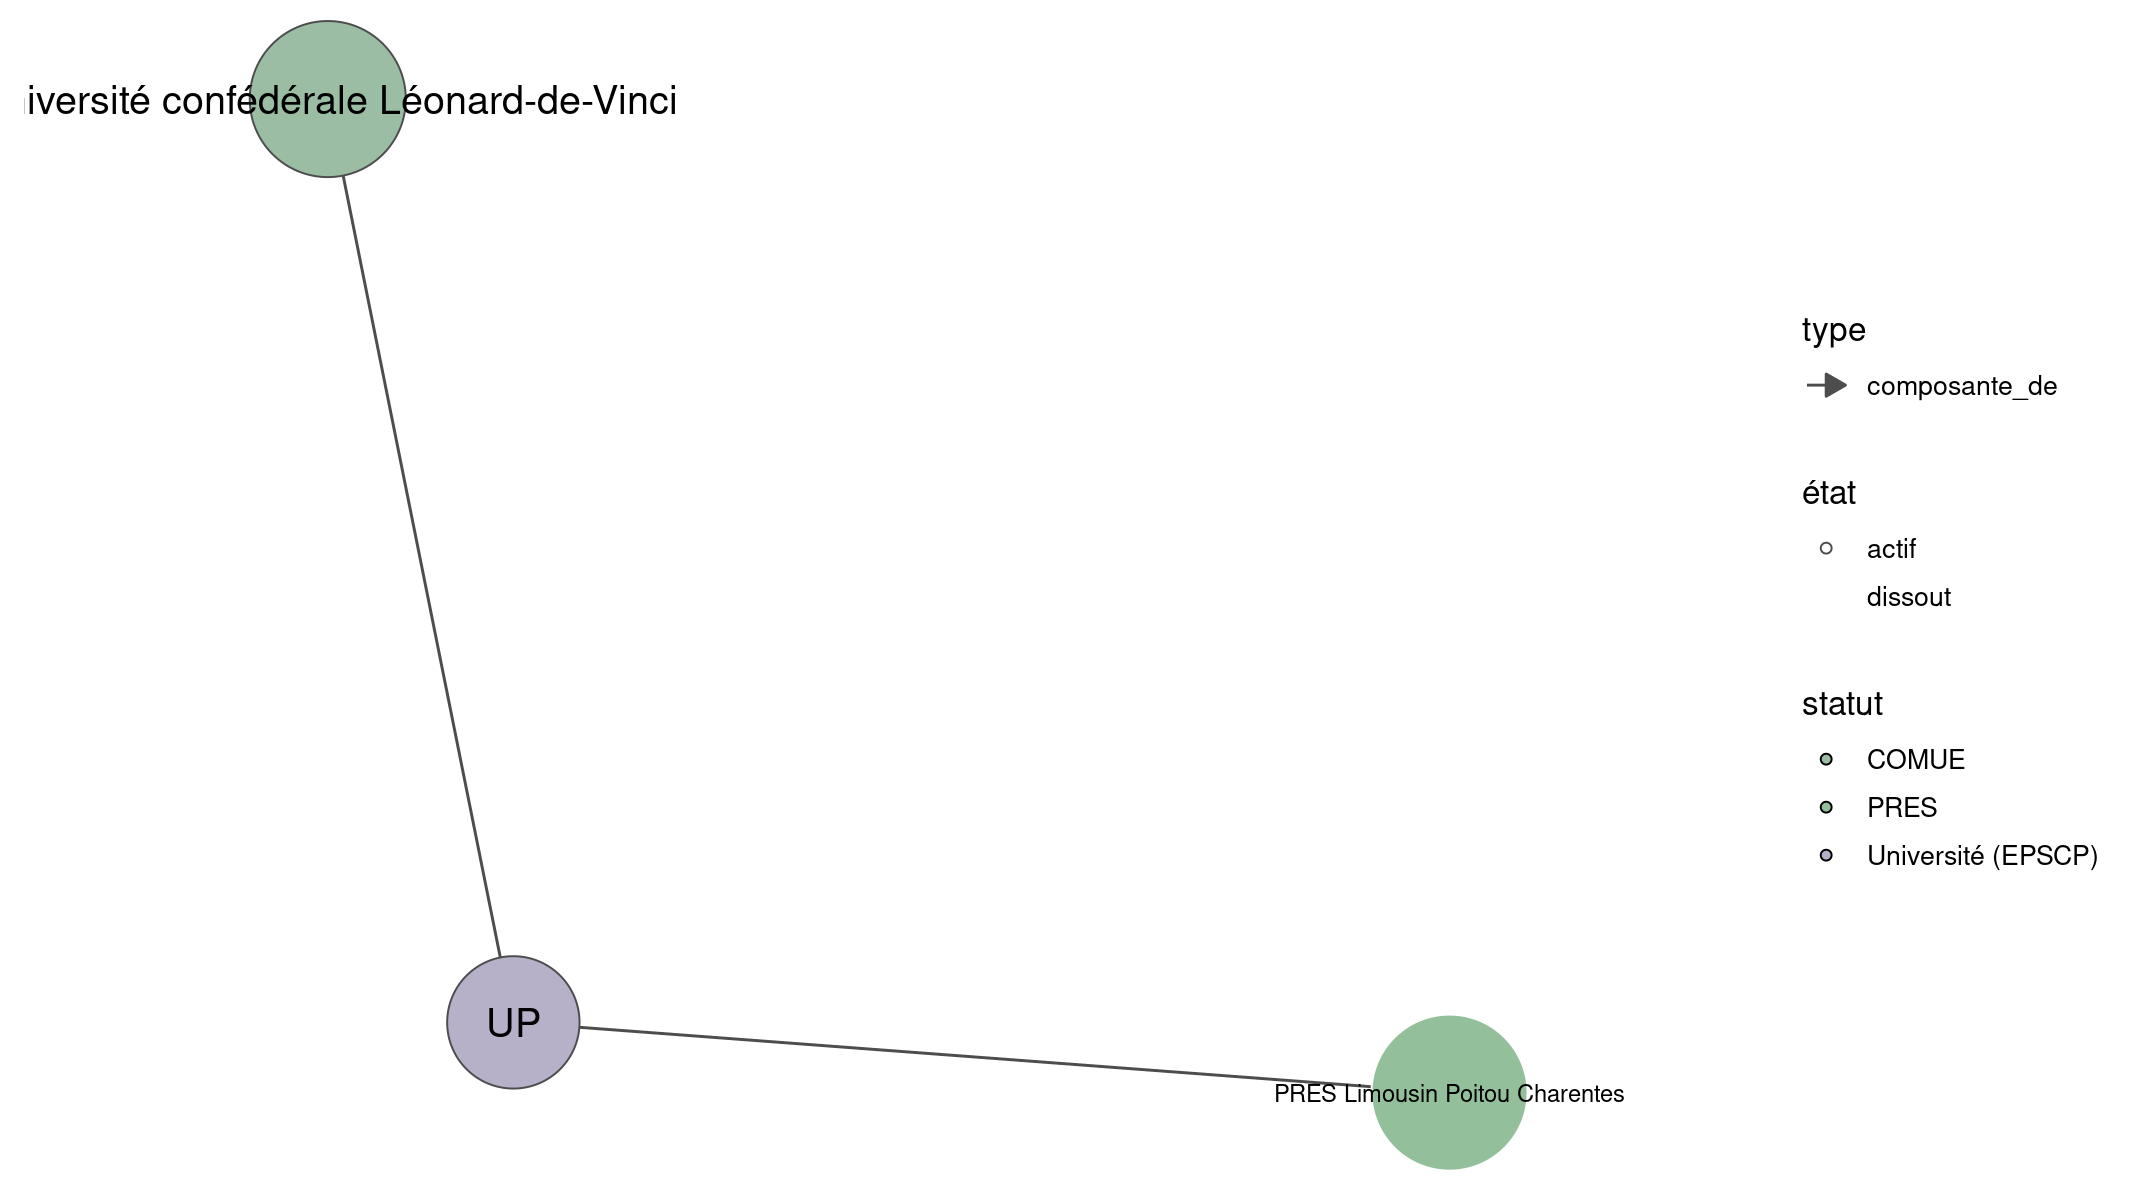 iversité confédérale Léonard-de-Vinci
UP
PRES Limousin Poitou Charentes
type
composante_de
état
actif
dissout
statut
COMUE
PRES
Université (EPSCP)